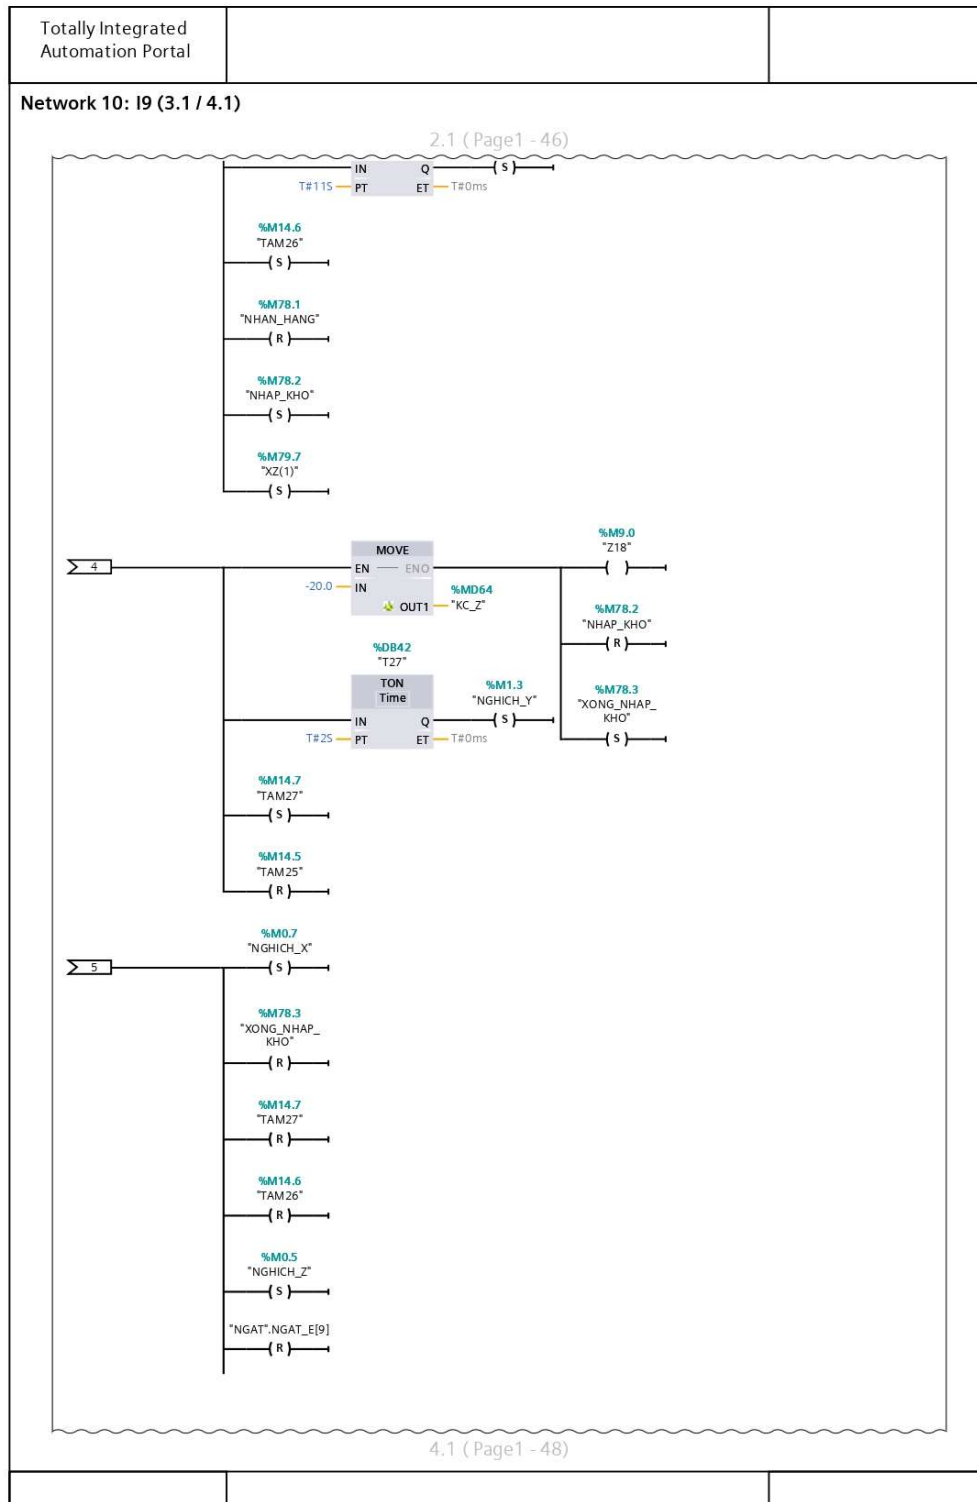 Totally Integrated
Automation Portal
Network 10: I9 (3.1 / 4.1)
2.1 ( Page1 - 46)
IN Q ( S )
T#11S PT ET T#0ms
%M14.6
"TAM26"
( S )
%M78.1
"NHAN_HANG"
( R )
%M78.2
"NHAP_KHO"
( S )
%M79.7
"XZ(1)"
( S )
4
MOVE
EN ENO
-20.0 IN
OUT1
%MD64
"KC_Z"
%M9.0
"Z18"
( )
%M78.2
"NHAP_KHO"
( R )
%M78.3
"XONG_NHAP_
KHO"
( S )
%DB42
"T27"
TON
Time
IN Q
T#2S PT ET T#0ms
%M1.3
"NGHICH_Y"
( S )
%M14.7
"TAM27"
( S )
%M14.5
"TAM25"
( R )
5
%M0.7
"NGHICH_X"
( S )
%M78.3
"XONG_NHAP_
KHO"
( R )
%M14.7
"TAM27"
( R )
%M14.6
"TAM26"
( R )
%M0.5
"NGHICH_Z"
( S )
"NGAT".NGAT_E[9]
( R )
4.1 ( Page1 - 48)